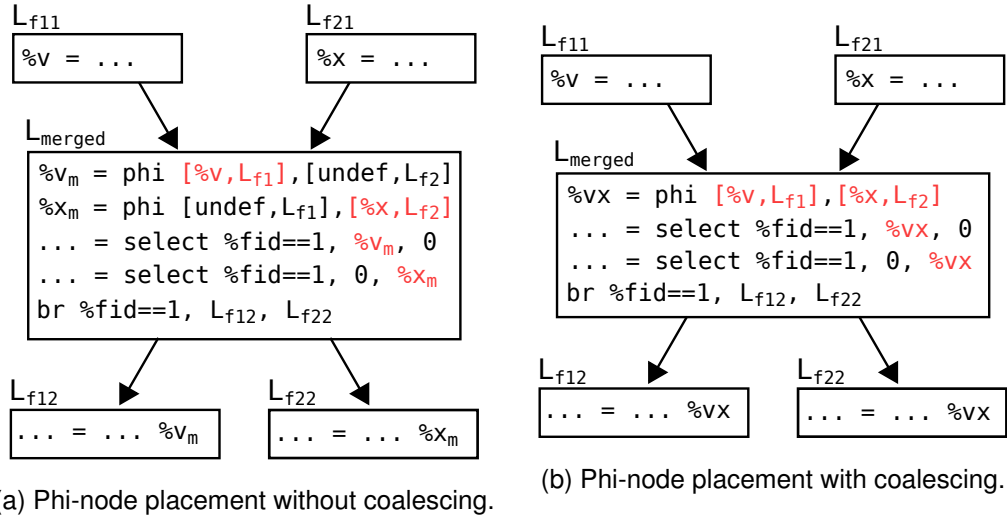 L_f11
L_f21
%v = ...
%x = ...
L_merged
%v_m = phi [%v,L_f1],[undef,L_f2]
%x_m = phi [undef,L_f1],[%x,L_f2]
... = select %fid==1, %v_m, 0
... = select %fid==1, 0, %x_m
br %fid==1, L_f12, L_f22
L_f12
L_f22
... = ... %v_m
... = ... %x_m
(a) Phi-node placement without coalescing.
L_f11
L_f21
%v = ...
%x = ...
L_merged
%vx = phi [%v,L_f1],[%x,L_f2]
... = select %fid==1, %vx, 0
... = select %fid==1, 0, %vx
br %fid==1, L_f12, L_f22
L_f12
L_f22
... = ... %vx
... = ... %vx
(b) Phi-node placement with coalescing.